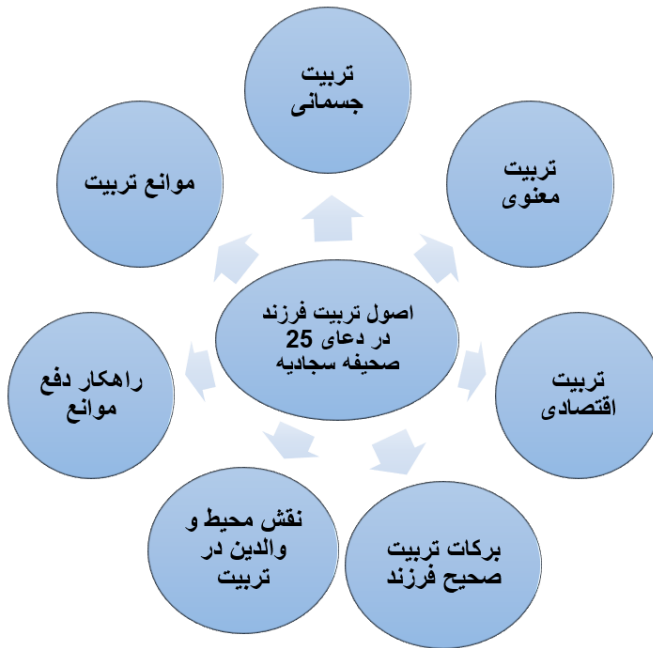 تربیت
جسمانی
تربیت
معنوی
تربیت
اقتصادی
برکات تربیت
صحیح فرزند
نقش محیط و
والدین در
تربیت
راهکار دفع
موانع
موانع تربیت
اصول تربیت فرزند
در دعای 25
صحیفه سجادیه